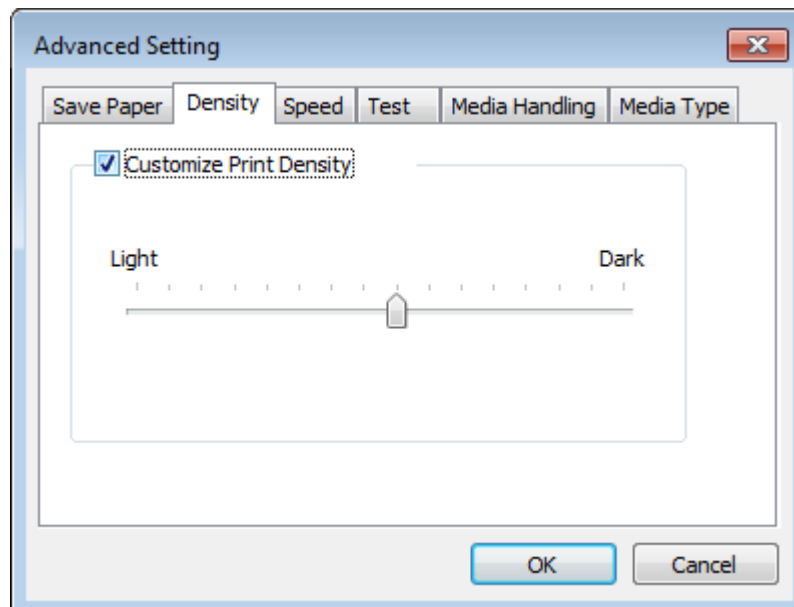 Advanced Setting
Save Paper Density Speed Test Media Handling Media Type
Customize Print Density
Light Dark
OK Cancel